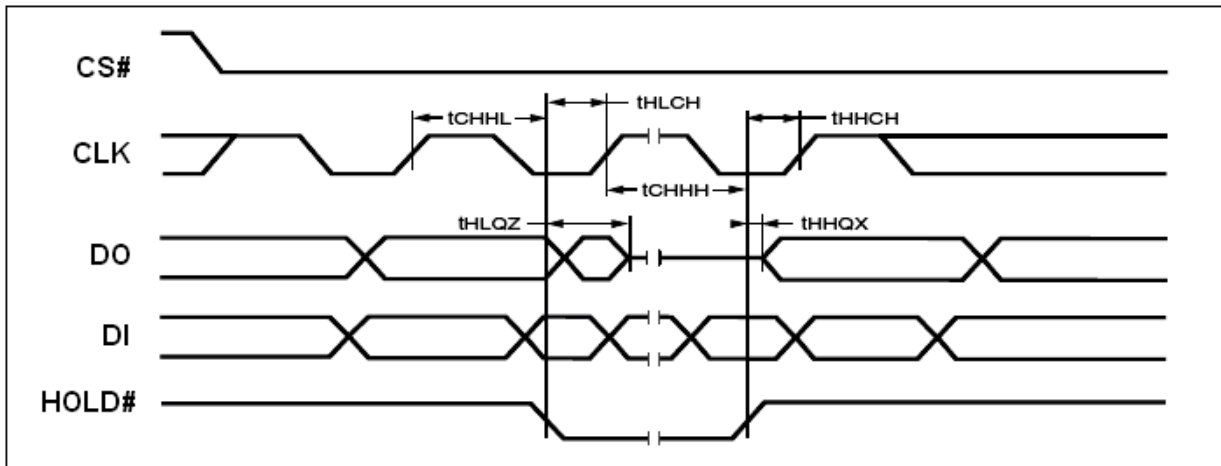 CS#
tHLCH
tCHHL
tHHCH
CLK
tCHHH
tHLQZ
tHHQX
DO
DI
HOLD#